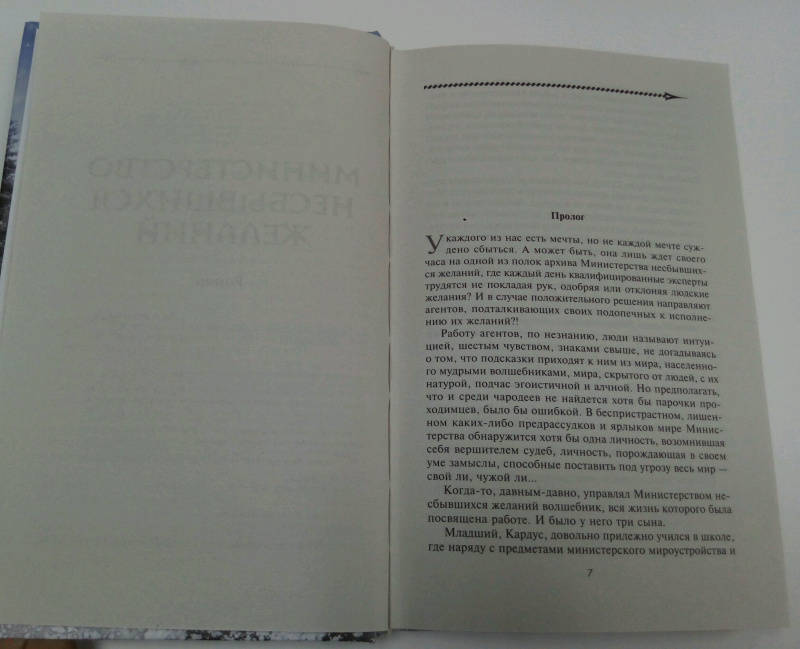 МИНИСТЕРСТВО
НЕСБЫВШИХСЯ
ЖЕЛАНИЙ
Пролог
У каждого из нас есть мечты, но не каждой мечте суж-
дено сбыться. А может быть, она лишь ждет своего
часа на одной из полок архива Министерства несбывших-
ся желаний, где каждый день квалифицированные эксперты
трудятся не покладая рук, одобряя или отклоняя людские
желания? И в случае положительного решения направляют
агентов, подталкивающих своих подопечных к исполне-
нию их желаний?!
Работу агентов, по незнанию, люди называют интуи-
цией, шестым чувством, знаками свыше, не догадываясь
о том, что подсказки приходят к ним из мира, населенно-
го мудрыми волшебниками, мира, скрытого от людей, с их
натурой, подчас эгоистичной и алчной. Но предполагать,
что и среди чародеев не найдется хотя бы парочки про-
ходимцев, было бы ошибкой. В беспристрастном, лишен-
ном каких-либо предрассудков и ярлыков мире Минис-
терства обнаружится хотя бы одна личность, возомнившая
себя вершителем судеб, личность, порождающая в своем
уме замыслы, способные поставить под угрозу весь мир —
свой ли, чужой ли...
Когда-то, давным-давно, управлял Министерством не-
сбывшихся желаний волшебник, вся жизнь которого была
посвящена работе. И было у него три сына.
Младший, Кардус, довольно прилежно учился в школе,
где наряду с предметами министерского мироустройства и
7